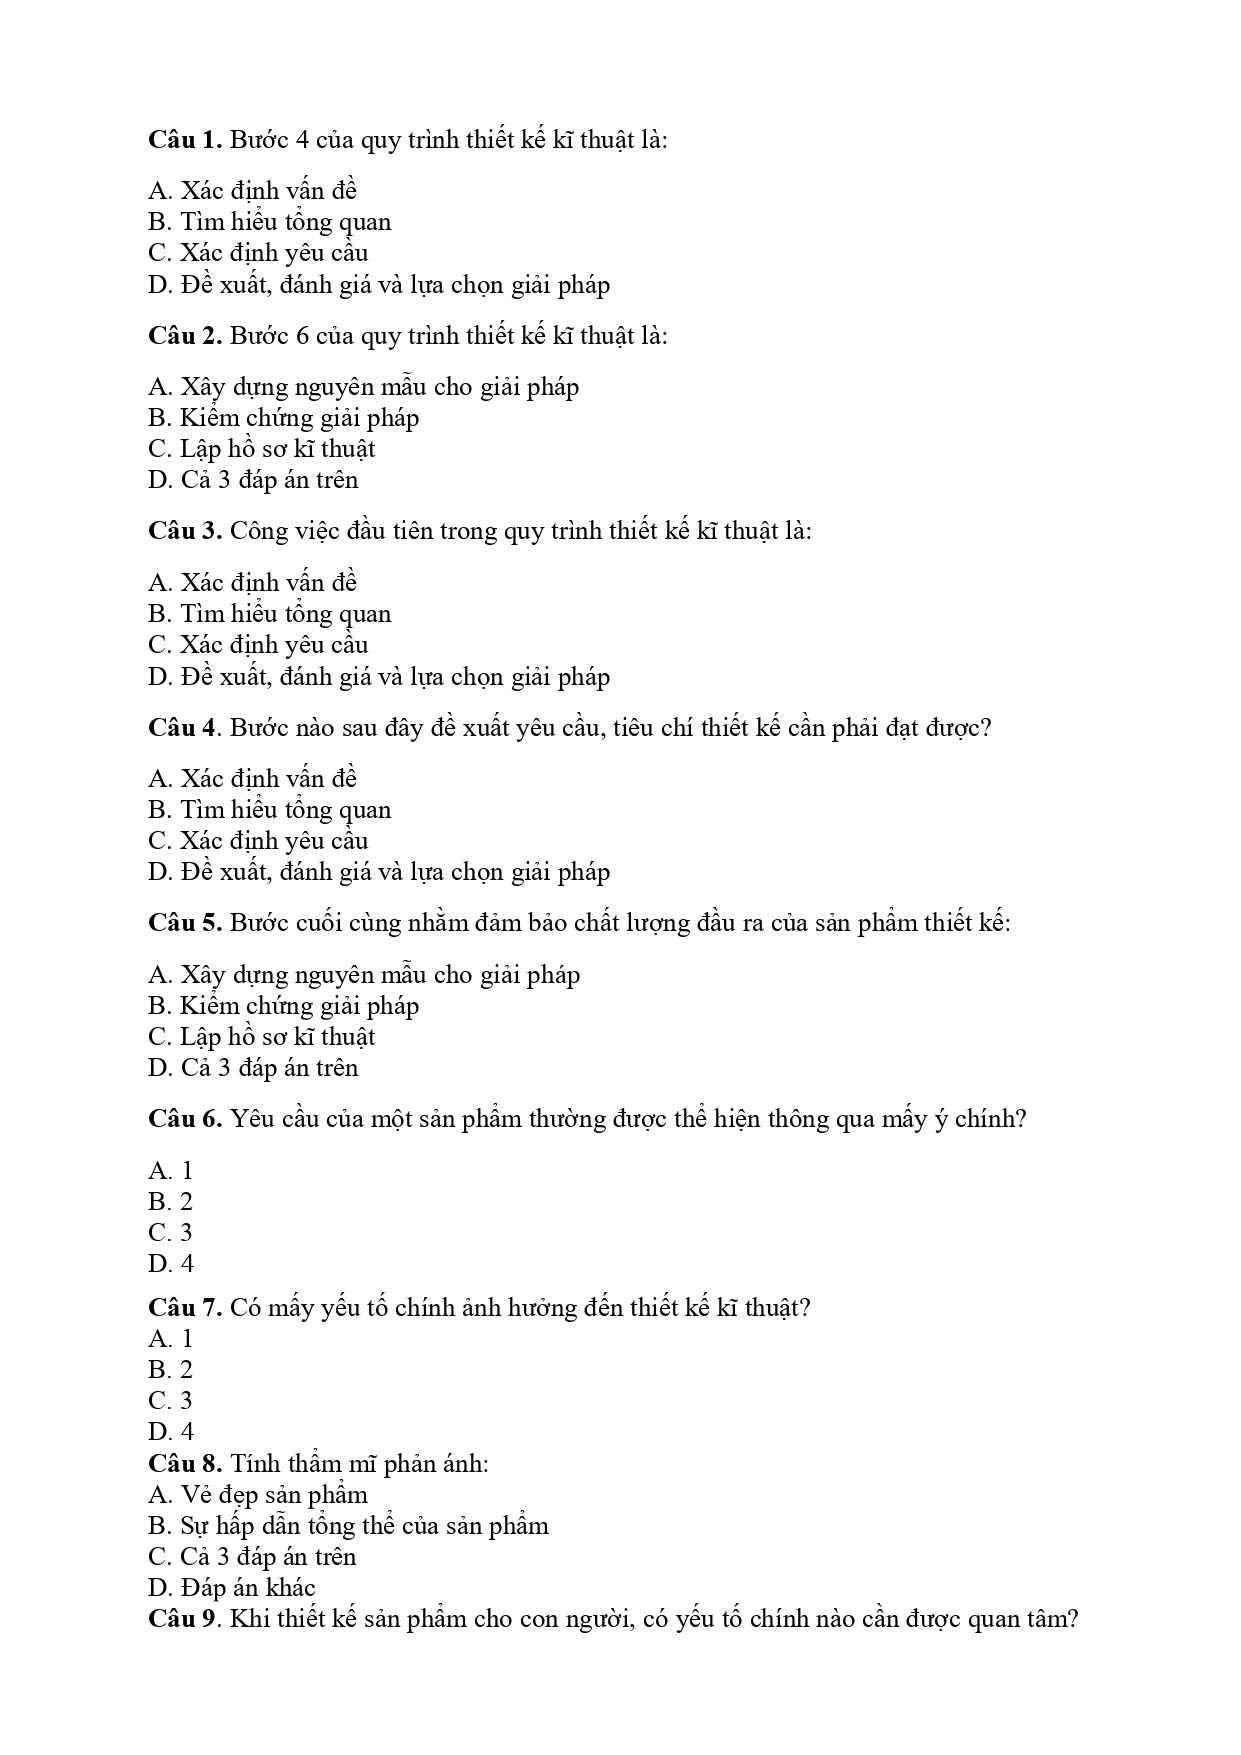 Câu 1. Bước 4 của quy trình thiết kế kĩ thuật là:
A. Xác định vấn đề
B. Tìm hiểu tổng quan
C. Xác định yêu cầu
D. Đề xuất, đánh giá và lựa chọn giải pháp
Câu 2. Bước 6 của quy trình thiết kế kĩ thuật là:
A. Xây dựng nguyên mẫu cho giải pháp
B. Kiểm chứng giải pháp
C. Lập hồ sơ kĩ thuật
D. Cả 3 đáp án trên
Câu 3. Công việc đầu tiên trong quy trình thiết kế kĩ thuật là:
A. Xác định vấn đề
B. Tìm hiểu tổng quan
C. Xác định yêu cầu
D. Đề xuất, đánh giá và lựa chọn giải pháp
Câu 4. Bước nào sau đây đề xuất yêu cầu, tiêu chí thiết kế cần phải đạt được?
A. Xác định vấn đề
B. Tìm hiểu tổng quan
C. Xác định yêu cầu
D. Đề xuất, đánh giá và lựa chọn giải pháp
Câu 5. Bước cuối cùng nhằm đảm bảo chất lượng đầu ra của sản phẩm thiết kế:
A. Xây dựng nguyên mẫu cho giải pháp
B. Kiểm chứng giải pháp
C. Lập hồ sơ kĩ thuật
D. Cả 3 đáp án trên
Câu 6. Yêu cầu của một sản phẩm thường được thể hiện thông qua mấy ý chính?
A. 1
B. 2
C. 3
D. 4
Câu 7. Có mấy yếu tố chính ảnh hưởng đến thiết kế kĩ thuật?
A. 1
B. 2
C. 3
D. 4
Câu 8. Tính thẩm mĩ phản ánh:
A. Vẻ đẹp sản phẩm
B. Sự hấp dẫn tổng thể của sản phẩm
C. Cả 3 đáp án trên
D. Đáp án khác
Câu 9. Khi thiết kế sản phẩm cho con người, có yếu tố chính nào cần được quan tâm?